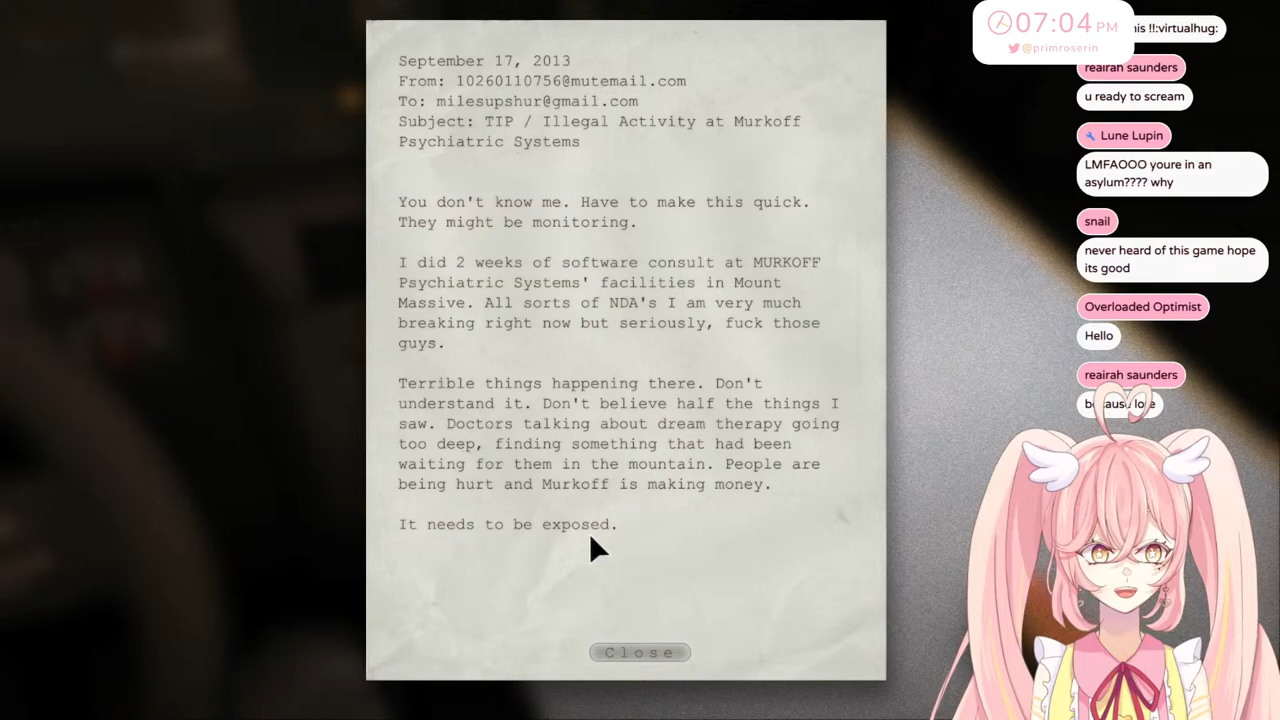 September 17, 2013
From: 10260110756@mutemail.com
To: milesupshur@gmail.com
Subject: TIP / Illegal Activity at Murkoff
Psychiatric Systems
You don't know me. Have to make this quick.
They might be monitoring.
I did 2 weeks of software consult at MURKOFF
Psychiatric Systems' facilities in Mount
Massive. All sorts of NDA's I am very much
breaking right now but seriously, fuck those
guys.
Terrible things happening there. Don't
understand it. Don't believe half the things I
saw. Doctors talking about dream therapy going
too deep, finding something that had been
waiting for them in the mountain. People are
being hurt and Murkoff is making money.
It needs to be exposed.
Close
07:04 PM
@primroserin
!!:virtualhug:
reairah saunders
u ready to scream
Lune Lupin
LMFAOOO youre in an
asylum???? why
snail
never heard of this game hope
its good
Overloaded Optimist
Hello
reairah saunders
because lore